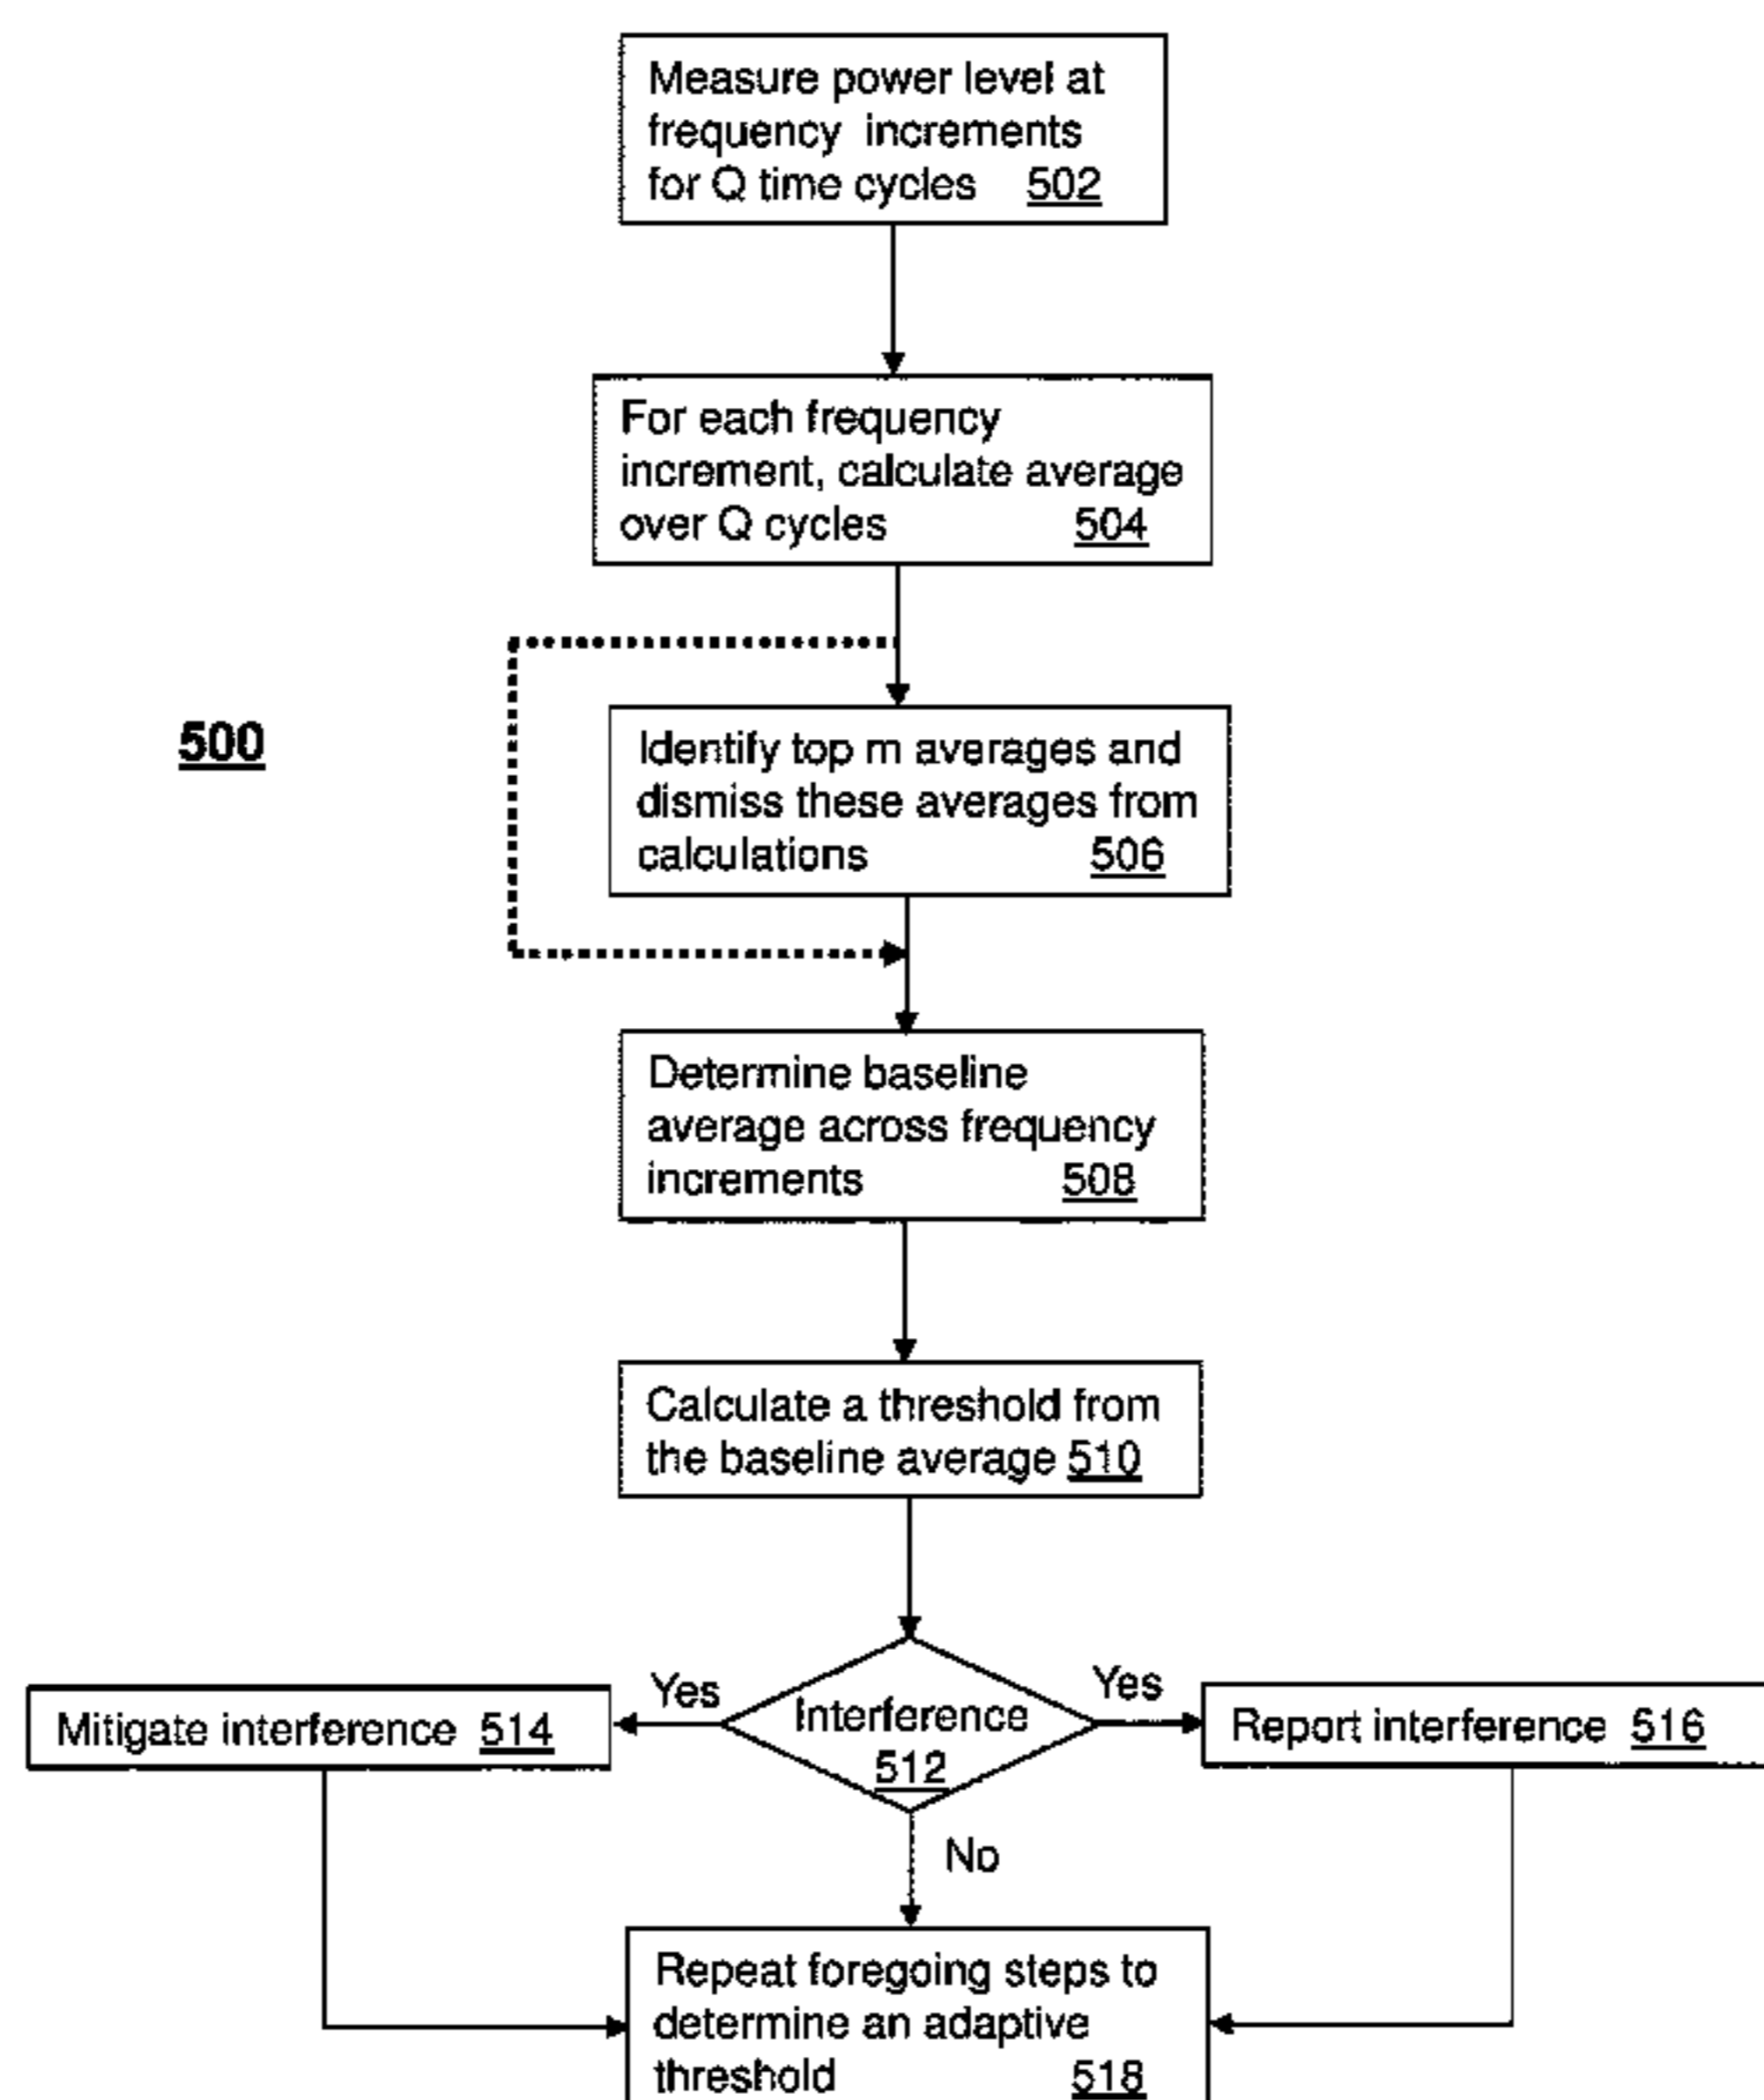 Measure power level at
frequency increments
for Q time cycles 502
For each frequency
increment, calculate average
over Q cycles 504
500
Identify top m averages and
dismiss these averages from
calculations 506
Determine baseline
average across frequency
increments 508
Calculate a threshold from
the baseline average 510
Yes
Yes
Mitigate interference 514
Interference
512
Report interference 516
No
Repeat foregoing steps to
determine an adaptive
threshold 518